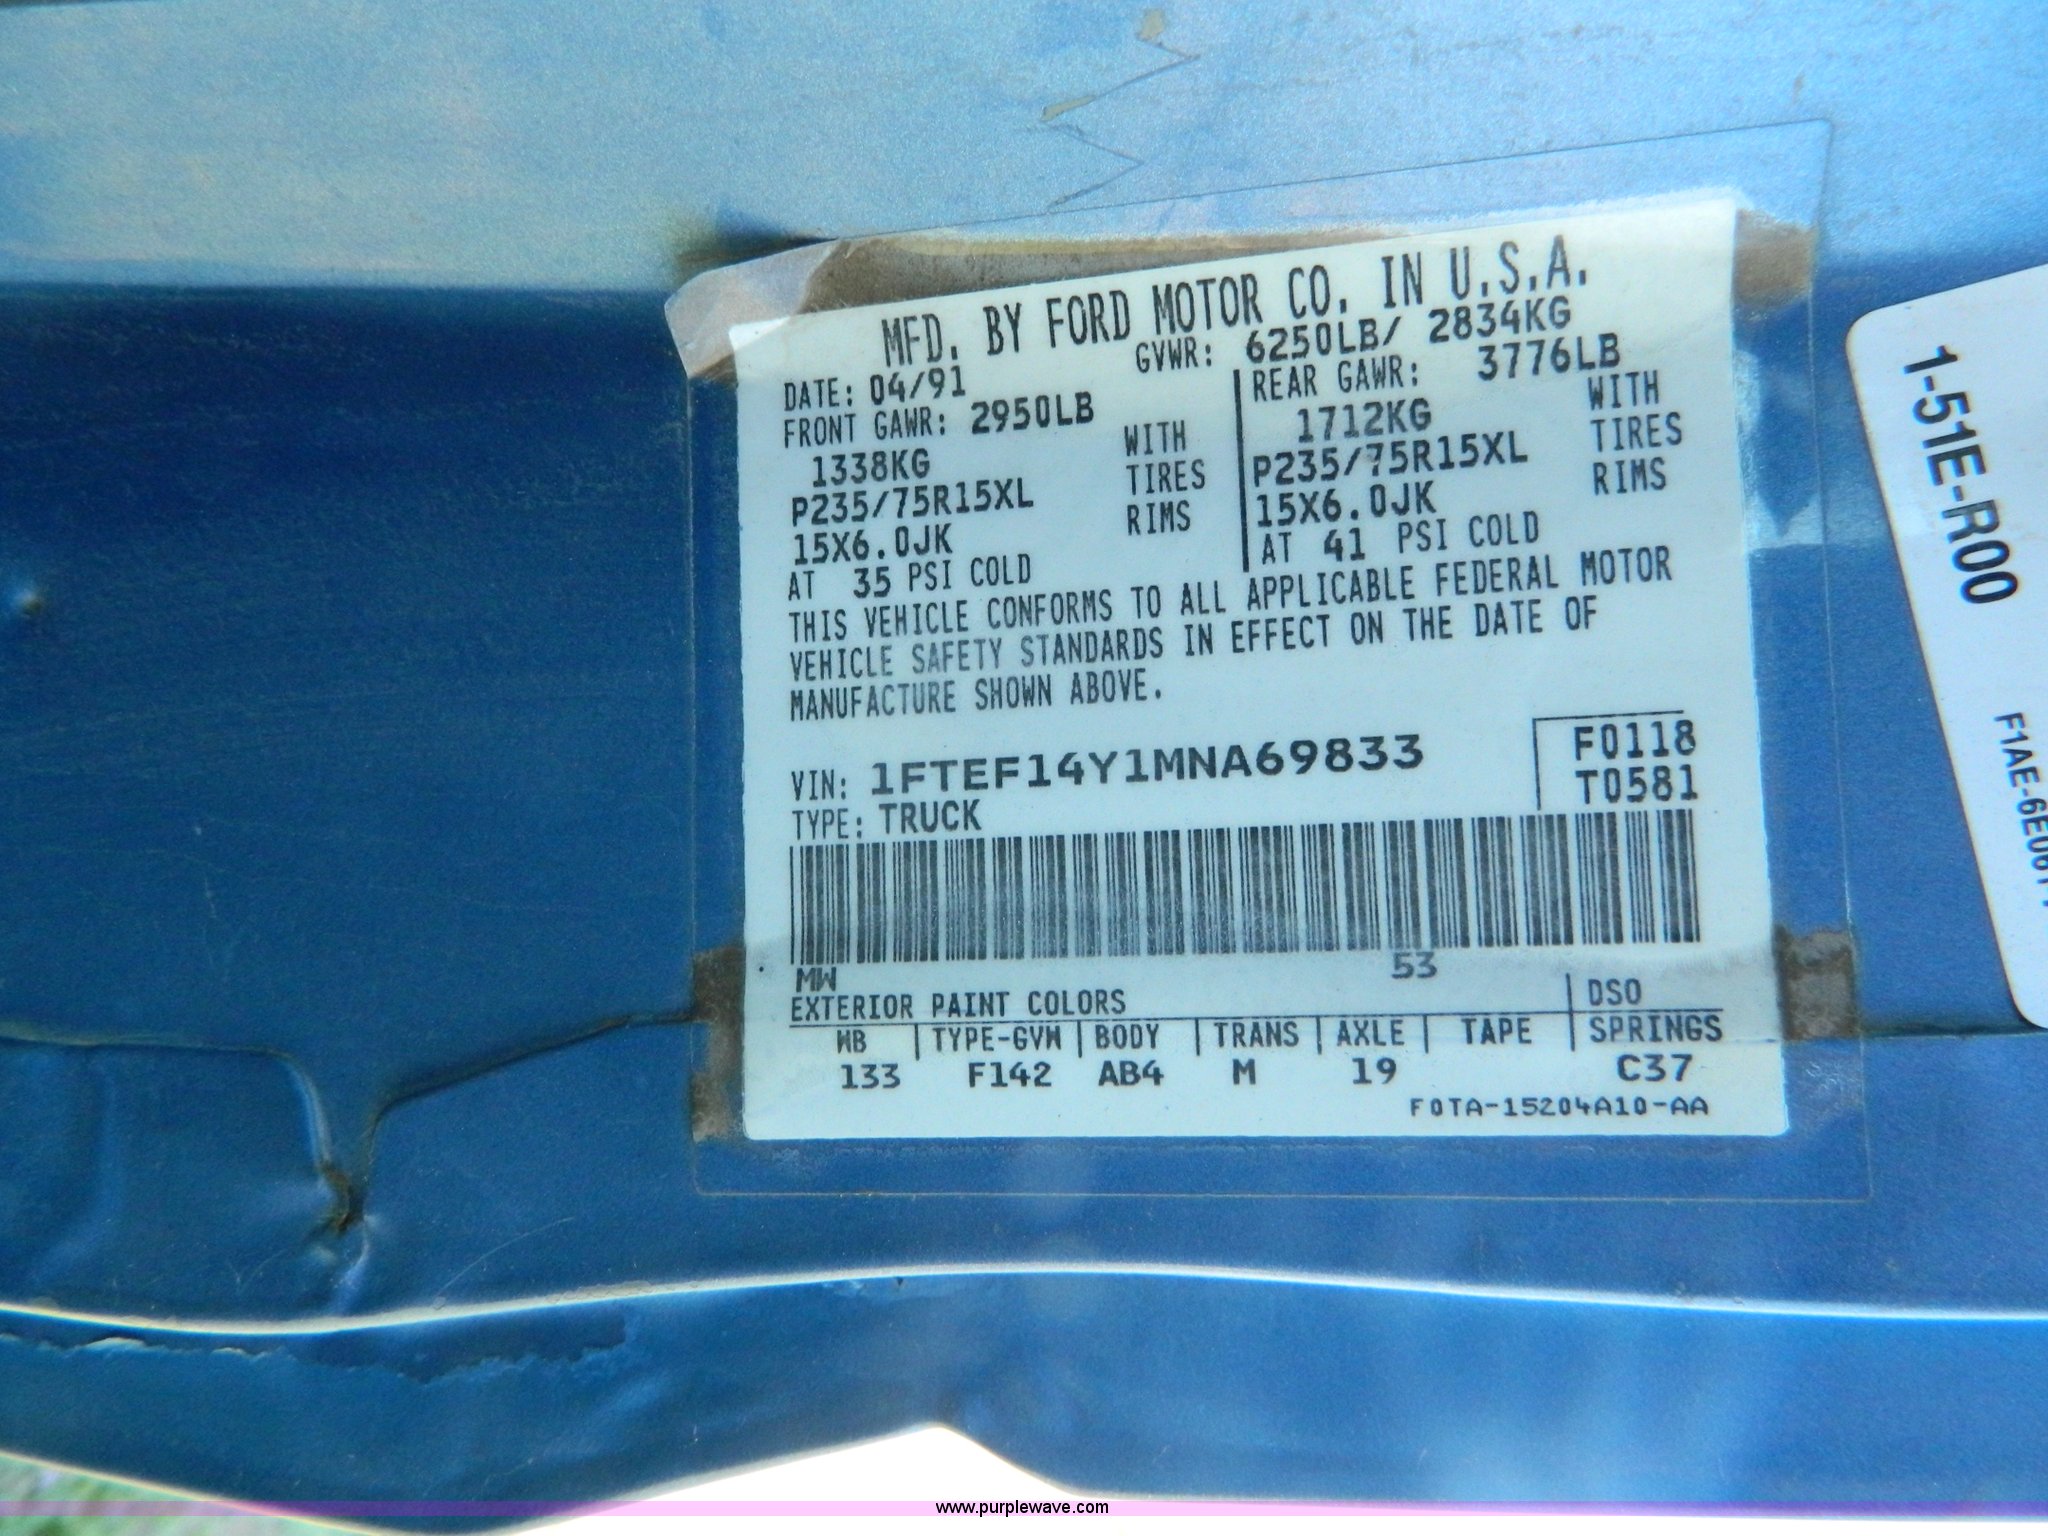 MFD. BY FORD MOTOR CO. IN U.S.A.
DATE: 04/91 GVWR: 6250LB/ 2834KG
FRONT GAWR: 2950LB REAR GAWR: 3776LB
1338KG WITH 1712KG WITH
P235/75R15XL TIRES P235/75R15XL TIRES
15X6.0JK RIMS 15X6.0JK RIMS
AT 35 PSI COLD AT 41 PSI COLD
THIS VEHICLE CONFORMS TO ALL APPLICABLE FEDERAL MOTOR
VEHICLE SAFETY STANDARDS IN EFFECT ON THE DATE OF
MANUFACTURE SHOWN ABOVE.
VIN: 1FTEF14Y1MNA69833 F0118
TYPE: TRUCK T0581
MW 53
EXTERIOR PAINT COLORS DSO
WB TYPE-GVW BODY TRANS AXLE TAPE SPRINGS
133 F142 AB4 M 19 C37
F0TA-15204A10-AA
1-51E-R00
www.purplewave.com